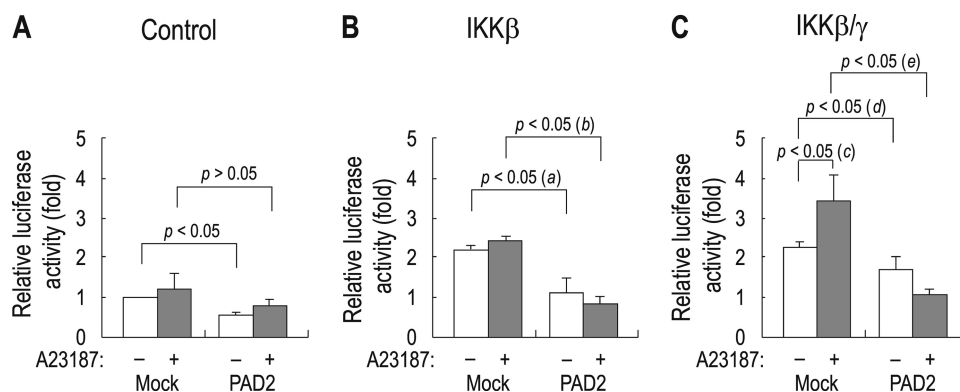 A Control
Relative luciferase
activity (fold)
5
4
3
2
1
0
p < 0.05
p > 0.05
A23187: – + – +
Mock PAD2
B IKKβ
Relative luciferase
activity (fold)
5
4
3
2
1
0
p < 0.05 (a)
p < 0.05 (b)
– + – +
Mock PAD2
C IKKβ/γ
Relative luciferase
activity (fold)
5
4
3
2
1
0
p < 0.05 (e)
p < 0.05 (d)
p < 0.05 (c)
A23187: – + – +
Mock PAD2